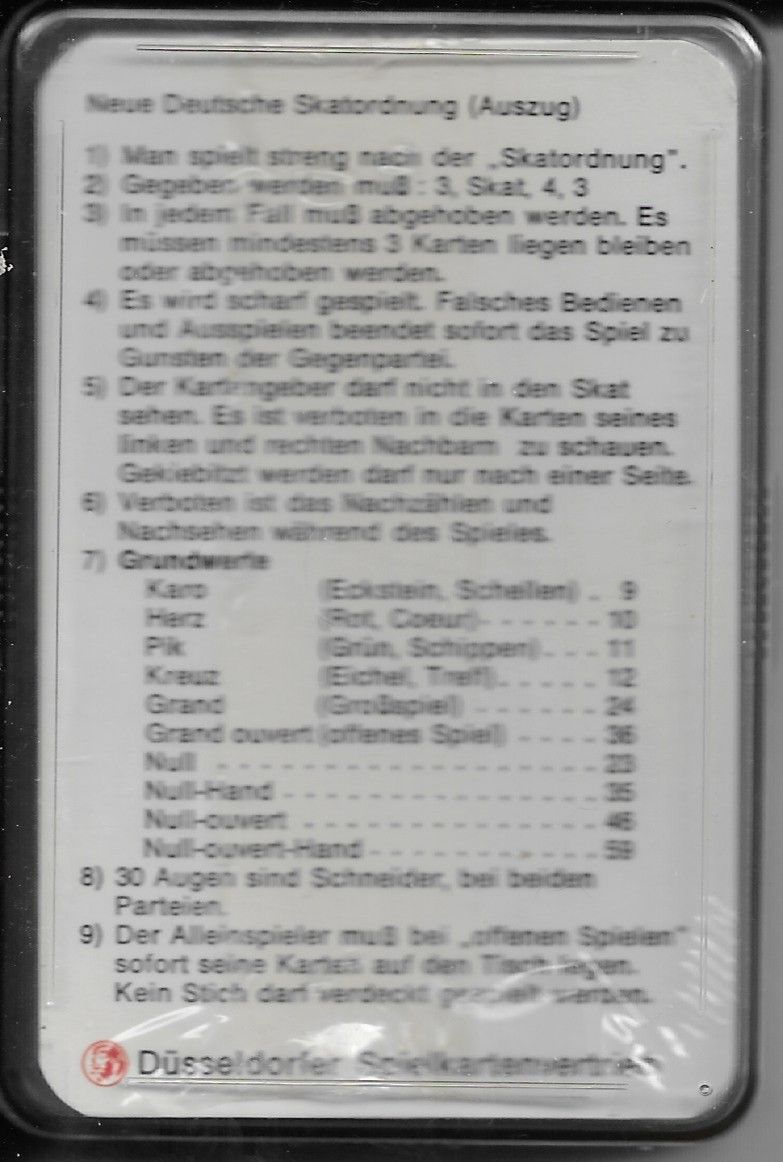 Neue Deutsche Skatordnung (Auszug)
1) Man spielt streng nach der „Skatordnung".
2) Gegeben werden muß : 3, Skat, 4, 3
3) In jedem Fall muß abgehoben werden. Es
müssen mindestens 3 Karten liegen bleiben
oder abgehoben werden.
4) Es wird scharf gespielt. Falsches Bedienen
und Ausspielen beendet sofort das Spiel zu
Gunsten der Gegenpartei.
5) Der Kartengeber darf nicht in den Skat
sehen. Es ist verboten in die Karten seines
linken und rechten Nachbarn zu schauen.
Gekiebitzt werden darf nur nach einer Seite.
6) Verboten ist das Nachzählen und
Nachsehen während des Spieles.
7) Grundwerte
Karo (Eckstein, Schellen) . 9
Herz (Rot, Coeur)- - - - - - 10
Pik (Grün, Schippen). - - 11
Kreuz (Eichel, Treff). - - - - - 12
Grand (Großspiel) - - - - - - 24
Grand ouvert (offenes Spiel) - - - - 36
Null - - - - - - - - - - - - - - - - - - 23
Null-Hand - - - - - - - - - - - - - - - 35
Null-ouvert - - - - - - - - - - - - - - 46
Null-ouvert-Hand - - - - - - - - - - - 59
8) 30 Augen sind Schneider, bei beiden
Parteien.
9) Der Alleinspieler muß bei „offenen Spielen"
sofort seine Karten auf den Tisch legen.
Kein Stich darf verdeckt gespielt werden.
Düsseldorfer Spielkartenvertrieb
©